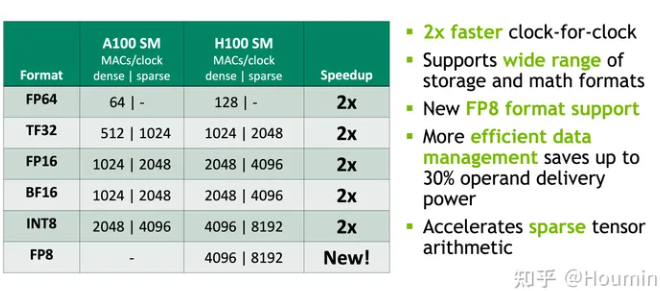 Format
A100 SM
MACs/clock
dense | sparse
H100 SM
MACs/clock
dense | sparse
Speedup
FP64 64 | - 128 | - 2x
TF32 512 | 1024 1024 | 2048 2x
FP16 1024 | 2048 2048 | 4096 2x
BF16 1024 | 2048 2048 | 4096 2x
INT8 2048 | 4096 4096 | 8192 2x
FP8 - 4096 | 8192 New!
▪ 2x faster clock-for-clock
▪ Supports wide range of
storage and math formats
▪ New FP8 format support
▪ More efficient data
management saves up to
30% operand delivery
power
▪ Accelerates sparse tensor
arithmetic
知乎 @Houmin